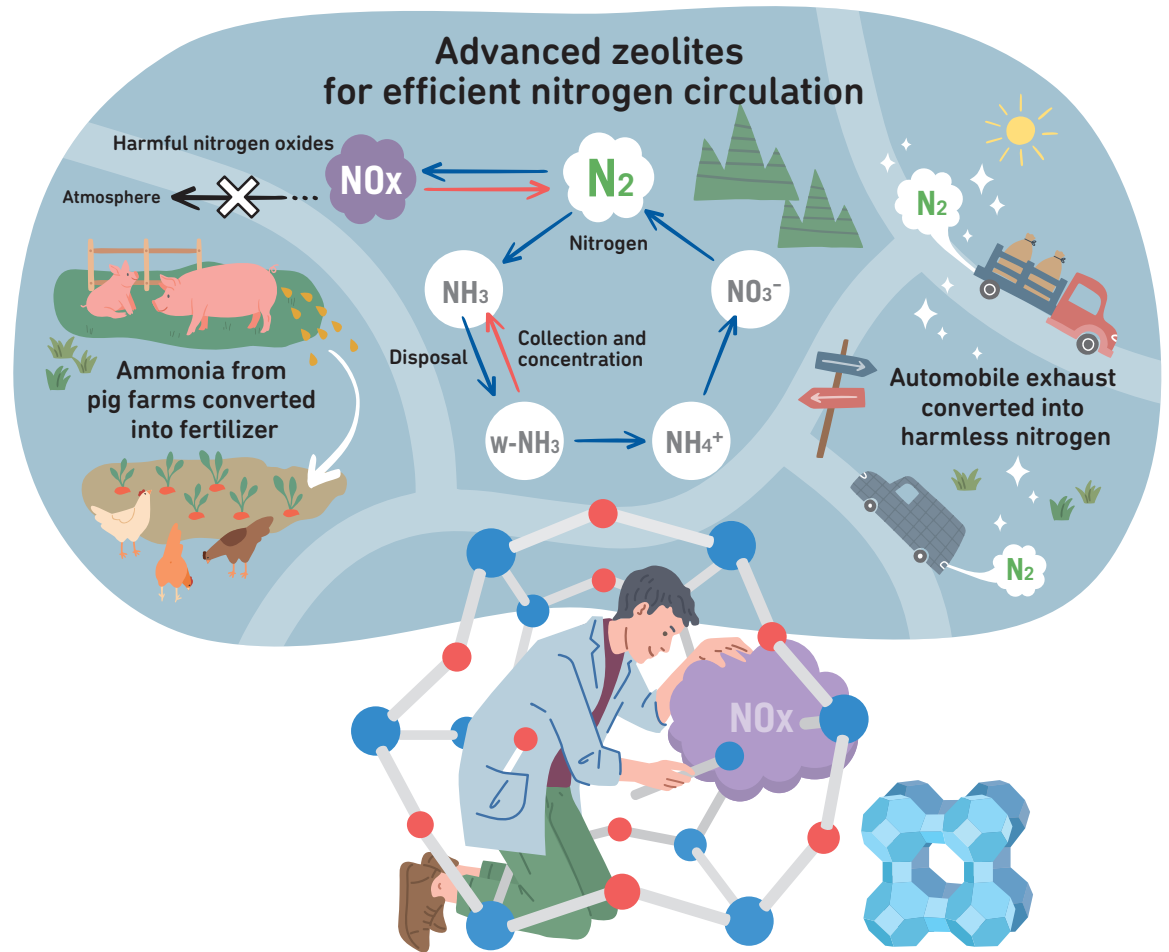 Advanced zeolites
for efficient nitrogen circulation
Harmful nitrogen oxides
NOx
N₂
Atmosphere
Nitrogen
NH₃
NO₃⁻
Disposal
Collection and
concentration
w-NH₃
NH₄⁺
Ammonia from
pig farms converted
into fertilizer
N₂
Automobile exhaust
converted into
harmless nitrogen
N₂
NOx